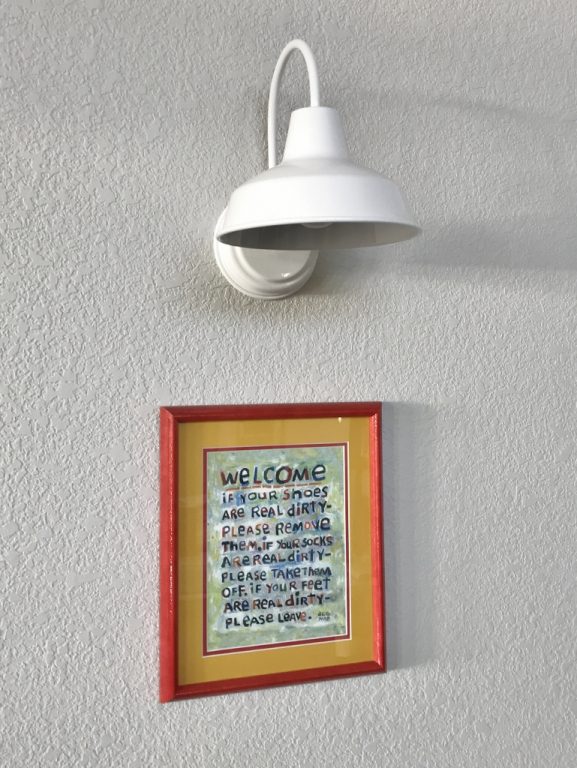 WELCOME
iF YOUR SHOES
ARE REAL diRTY-
PLEASE REMOVE
THEM. iF YOUR SOCKS
ARE REAL diRTY-
PLEASE TAKE THEM
OFF. iF YOUR FEET
ARE REAL diRTY-
PLEASE LEAVE.